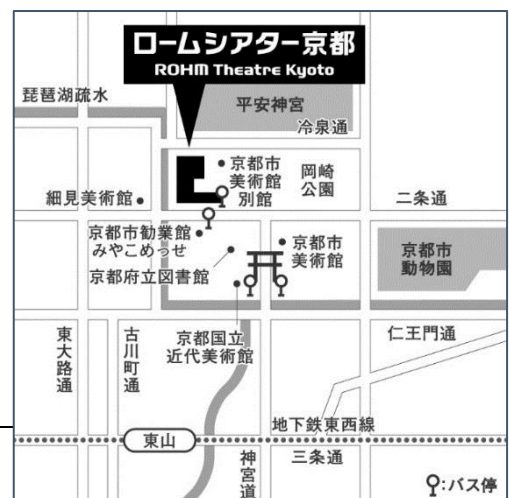 ロームシアター京都
ROHM Theatre Kyoto
琵琶湖疏水
平安神宮
冷泉通
京都市
美術館
別館
岡崎
公園
細見美術館
二条通
京都市勧業館
みやこめっせ
京都府立図書館
京都市
美術館
京都市
動物園
東大路通
古川町通
京都国立
近代美術館
仁王門通
地下鉄東西線
東山
神宮道
三条通
:バス停